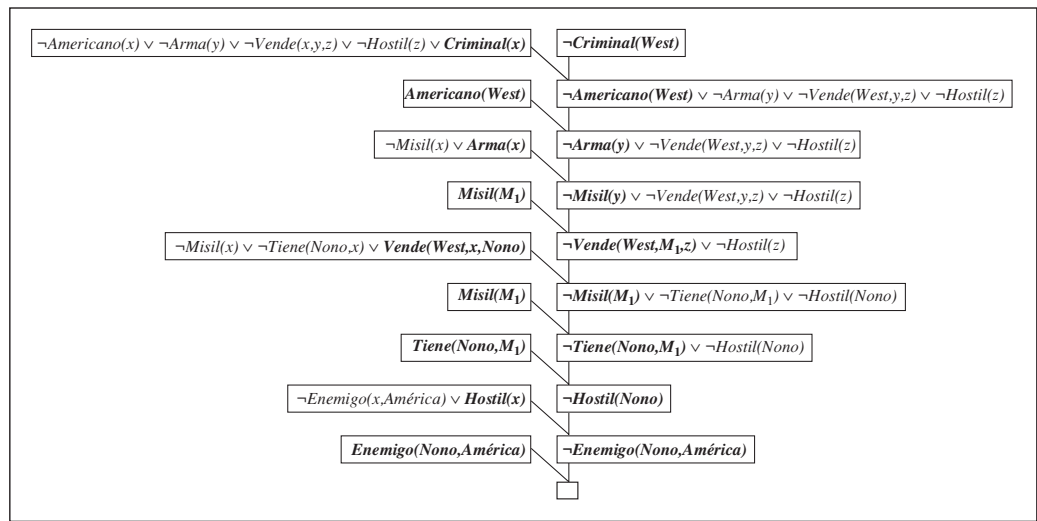 ¬Americano(x) ∨ ¬Arma(y) ∨ ¬Vende(x,y,z) ∨ ¬Hostil(z) ∨ Criminal(x) ¬Criminal(West)
Americano(West) ¬Americano(West) ∨ ¬Arma(y) ∨ ¬Vende(West,y,z) ∨ ¬Hostil(z)
¬Misil(x) ∨ Arma(x) ¬Arma(y) ∨ ¬Vende(West,y,z) ∨ ¬Hostil(z)
Misil(M₁) ¬Misil(y) ∨ ¬Vende(West,y,z) ∨ ¬Hostil(z)
¬Misil(x) ∨ ¬Tiene(Nono,x) ∨ Vende(West,x,Nono) ¬Vende(West,M₁,z) ∨ ¬Hostil(z)
Misil(M₁) ¬Misil(M₁) ∨ ¬Tiene(Nono,M₁) ∨ ¬Hostil(Nono)
Tiene(Nono,M₁) ¬Tiene(Nono,M₁) ∨ ¬Hostil(Nono)
¬Enemigo(x,América) ∨ Hostil(x) ¬Hostil(Nono)
Enemigo(Nono,América) ¬Enemigo(Nono,América)